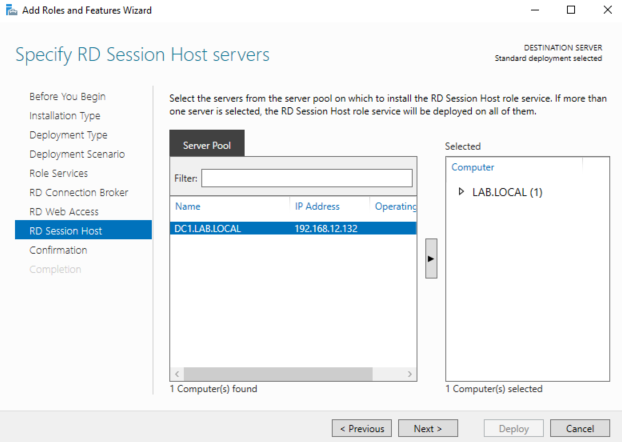 Add Roles and Features Wizard
Specify RD Session Host servers
DESTINATION SERVER
Standard deployment selected
Before You Begin
Installation Type
Deployment Type
Deployment Scenario
Role Services
RD Connection Broker
RD Web Access
RD Session Host
Confirmation
Completion
Select the servers from the server pool on which to install the RD Session Host role service. If more than
one server is selected, the RD Session Host role service will be deployed on all of them.
Server Pool
Filter:
Name IP Address Operating
DC1.LAB.LOCAL 192.168.12.132
1 Computer(s) found
Selected
Computer
LAB.LOCAL (1)
1 Computer(s) selected
< Previous Next > Deploy Cancel